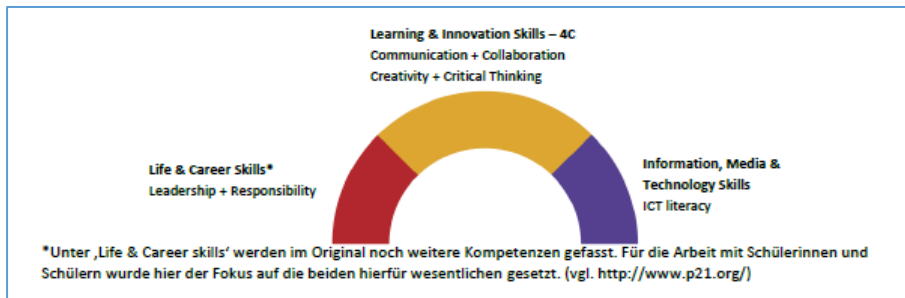 Learning & Innovation Skills – 4C
Communication + Collaboration
Creativity + Critical Thinking
Life & Career Skills*
Leadership + Responsibility
Information, Media &
Technology Skills
ICT literacy
*Unter ‚Life & Career skills' werden im Original noch weitere Kompetenzen gefasst. Für die Arbeit mit Schülerinnen und
Schülern wurde hier der Fokus auf die beiden hierfür wesentlichen gesetzt. (vgl. http://www.p21.org/)